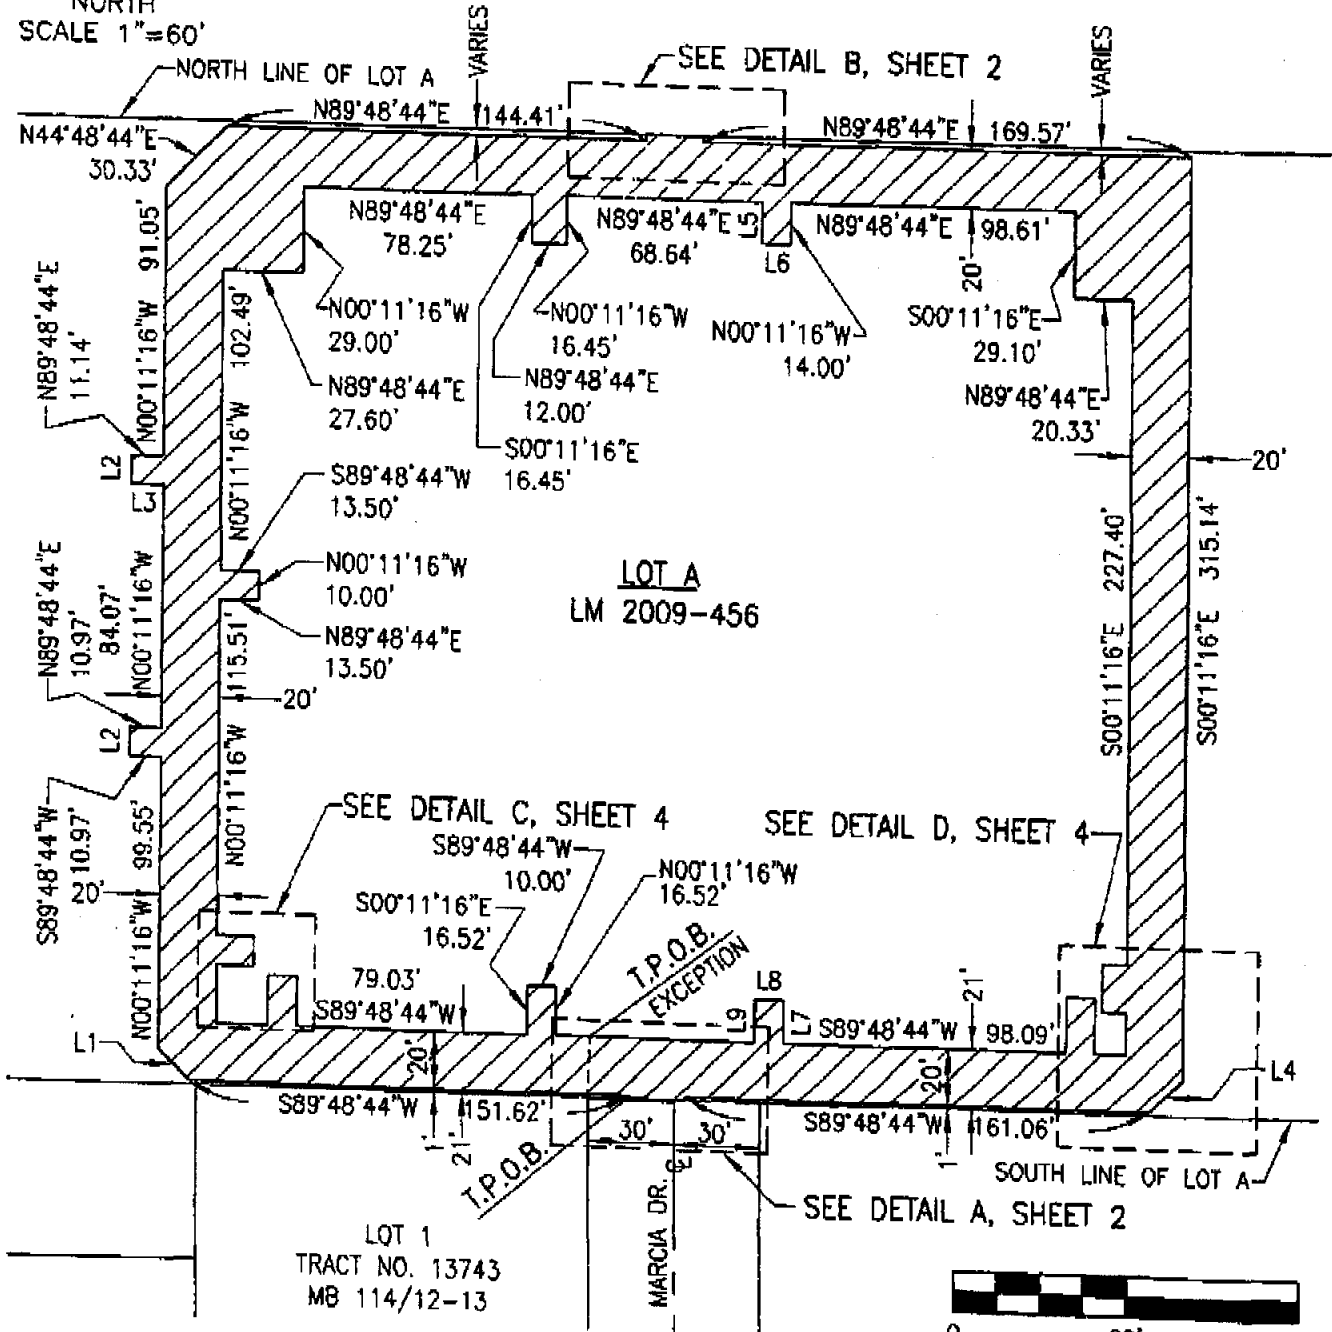 NORTH
SCALE 1"=60'
NORTH LINE OF LOT A
VARIES
SEE DETAIL B, SHEET 2
VARIES
N44°48'44"E
30.33'
N89°48'44"E 144.41'
N89°48'44"E 169.57'
N89°48'44"E
78.25'
N89°48'44"E
68.64'
L5
L6
N89°48'44"E 98.61'
20'
N00°11'16"W 91.05'
N89°48'44"E
11.14'
N00°11'16"W 102.49'
N00°11'16"W
29.00'
N89°48'44"E
27.60'
N00°11'16"W
16.45'
N89°48'44"E
12.00'
S00°11'16"E
16.45'
N00°11'16"W
14.00'
S00°11'16"E
29.10'
N89°48'44"E
20.33'
20'
L2
L3
S89°48'44"W
13.50'
N00°11'16"W
10.00'
N89°48'44"E
13.50'
LOT A
LM 2009-456
S00°11'16"E 227.40'
S00°11'16"E 315.14'
N89°48'44"E
10.97'
84.07'
N00°11'16"W
N00°11'16"W 115.51'
20'
L2
S89°48'44"W
10.97'
N00°11'16"W 99.55'
20'
SEE DETAIL C, SHEET 4
SEE DETAIL D, SHEET 4
S89°48'44"W
10.00'
N00°11'16"W
16.52'
S00°11'16"E
16.52'
79.03'
S89°48'44"W
T.P.O.B.
EXCEPTION
L8
L9
L7
S89°48'44"W 98.09'
21'
20'
20'
L1
L4
S89°48'44"W 151.62'
S89°48'44"W 161.06'
1'
21'
1'
30'
30'
T.P.O.B.
SOUTH LINE OF LOT A
SEE DETAIL A, SHEET 2
MARCIA DR.
LOT 1
TRACT NO. 13743
MB 114/12-13